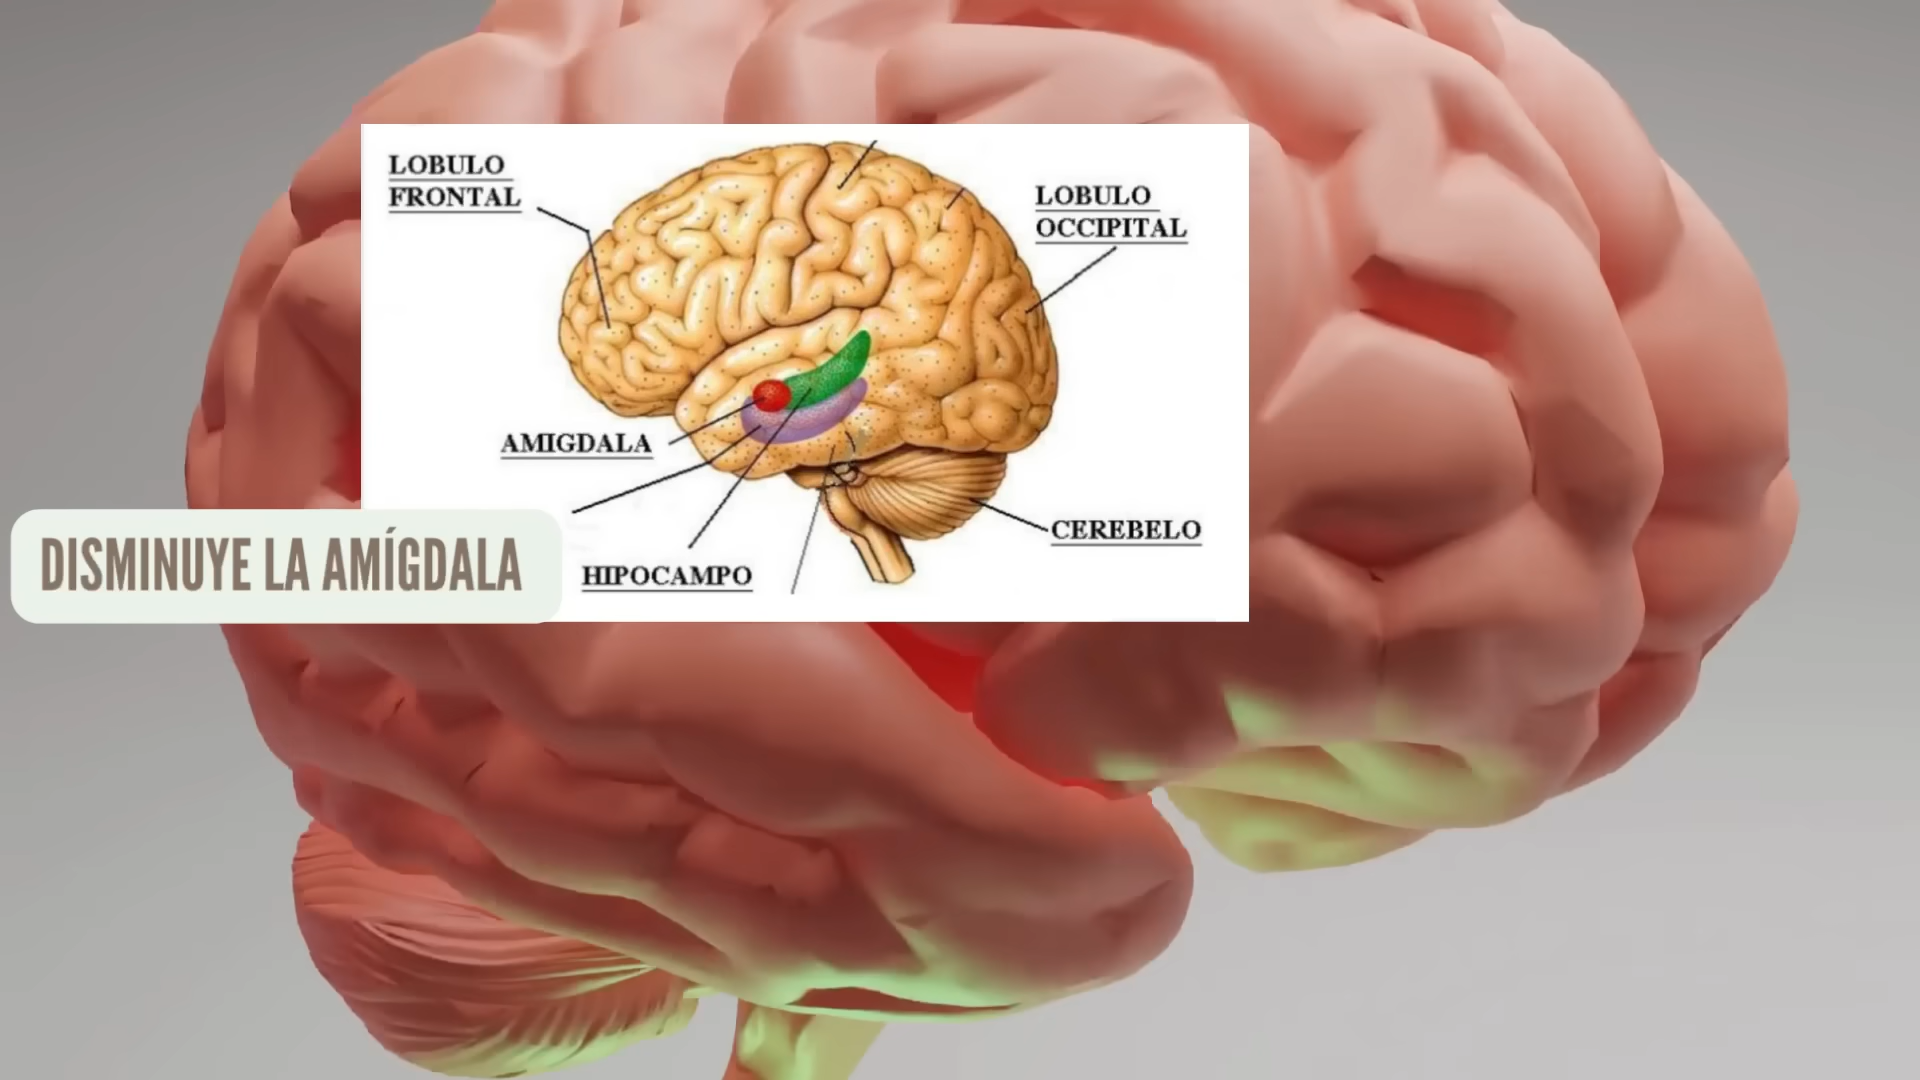 LOBULO
FRONTAL
LOBULO
OCCIPITAL
AMIGDALA
CEREBELO
HIPOCAMPO
DISMINUYE LA AMÍGDALA